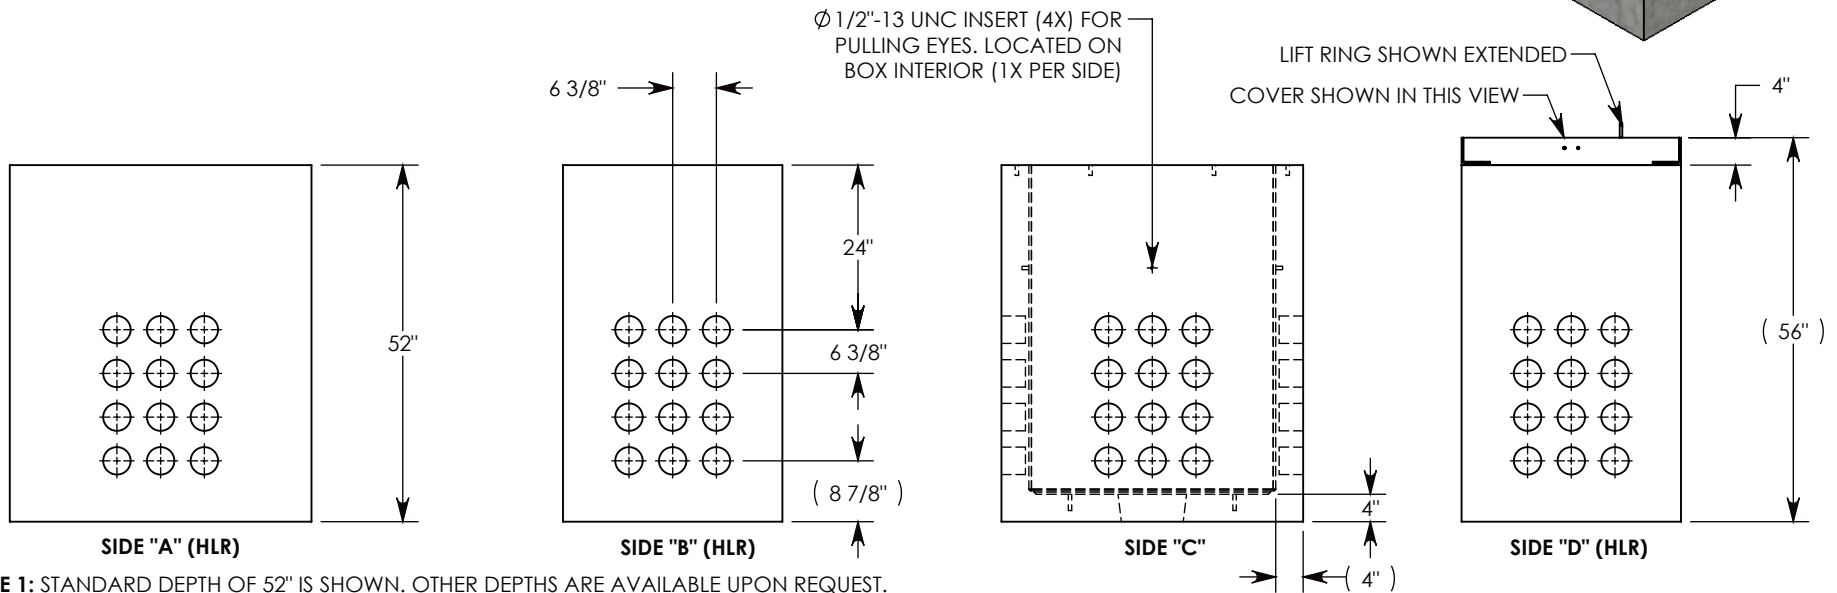 Ø 1/2"-13 UNC INSERT (4X) FOR
PULLING EYES. LOCATED ON
BOX INTERIOR (1X PER SIDE)
LIFT RING SHOWN EXTENDED
COVER SHOWN IN THIS VIEW
4"
6 3/8"
52"
24"
6 3/8"
( 8 7/8" )
4"
( 4" )
( 56" )
SIDE "A" (HLR)
SIDE "B" (HLR)
SIDE "C"
SIDE "D" (HLR)
E 1: STANDARD DEPTH OF 52" IS SHOWN. OTHER DEPTHS ARE AVAILABLE UPON REQUEST.